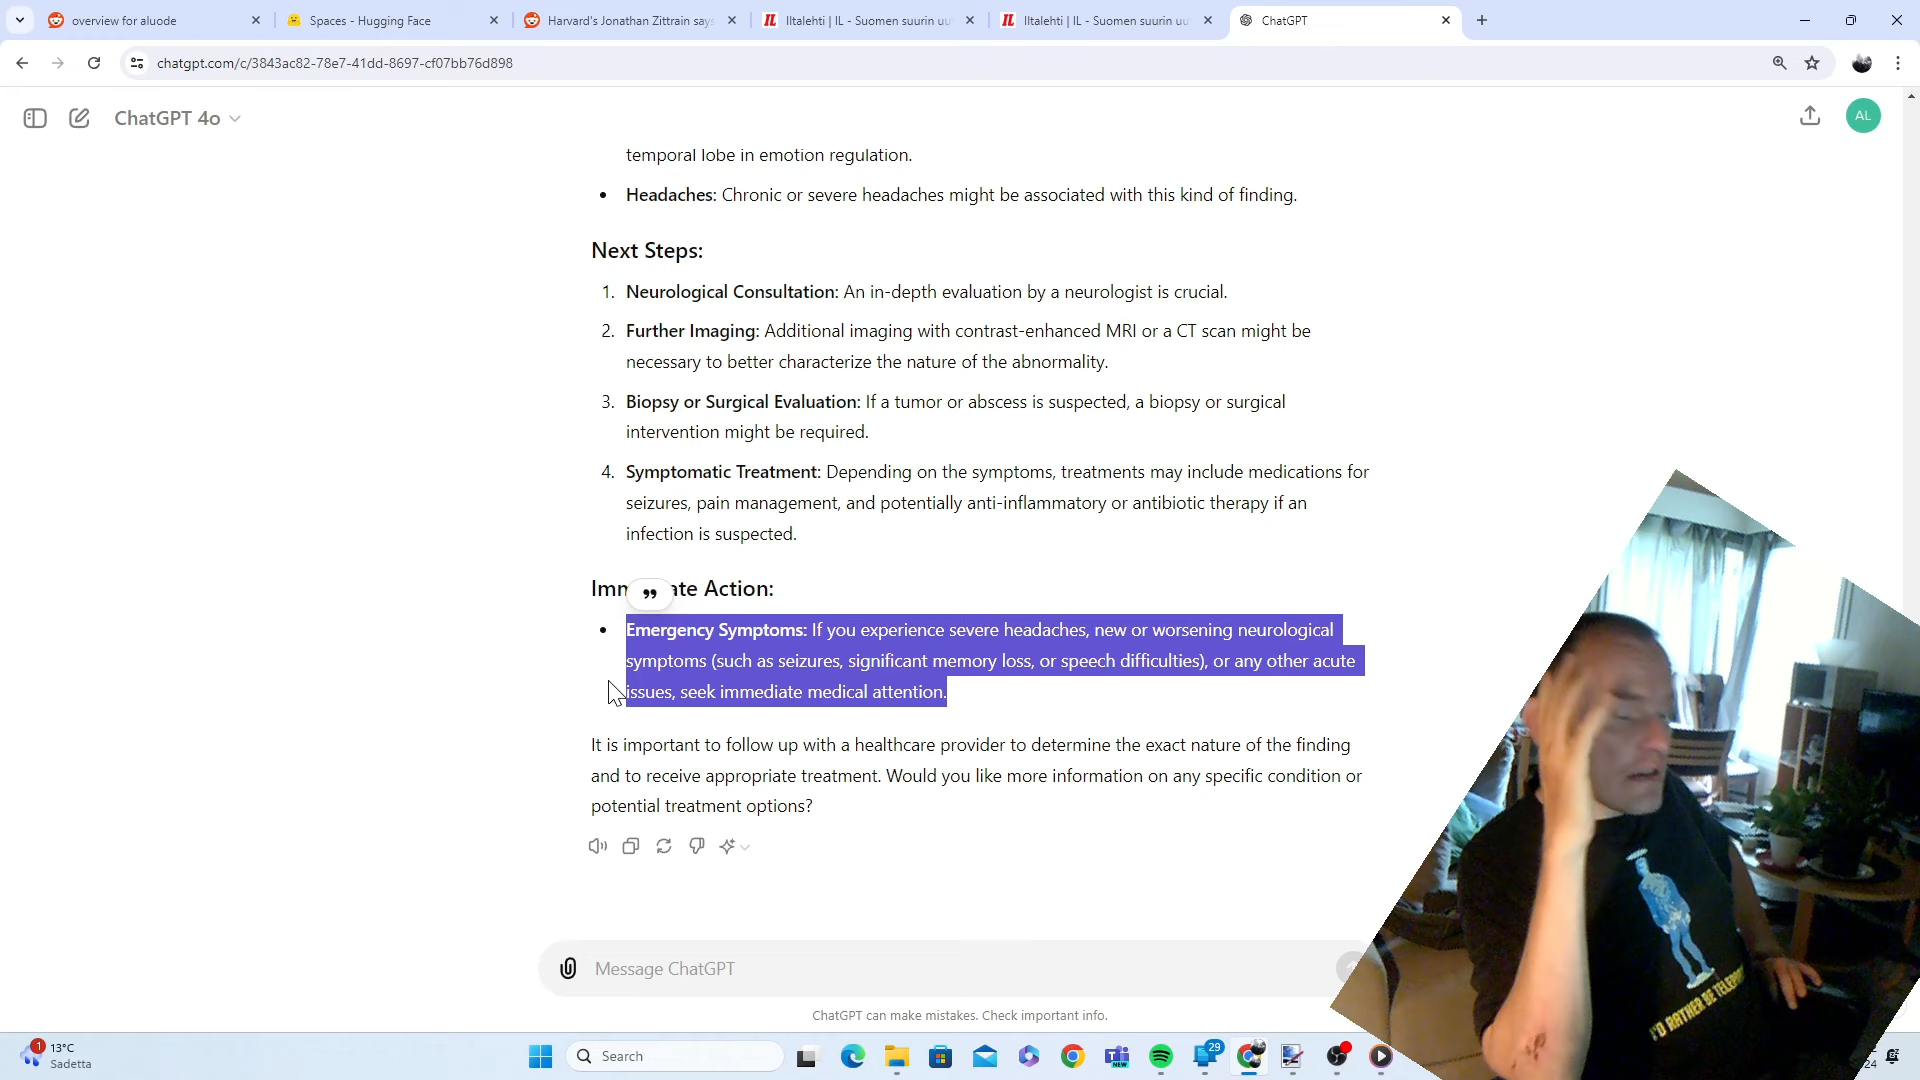 overview for aluode
Spaces - Hugging Face
Harvard's Jonathan Zittrain says
Iltalehti | IL - Suomen suurin uu
Iltalehti | IL - Suomen suurin uu
ChatGPT
chatgpt.com/c/3843ac82-78e7-41dd-8697-cf07bb76d898
ChatGPT 4o
AL
temporal lobe in emotion regulation.
• Headaches: Chronic or severe headaches might be associated with this kind of finding.
Next Steps:
1. Neurological Consultation: An in-depth evaluation by a neurologist is crucial.
2. Further Imaging: Additional imaging with contrast-enhanced MRI or a CT scan might be
necessary to better characterize the nature of the abnormality.
3. Biopsy or Surgical Evaluation: If a tumor or abscess is suspected, a biopsy or surgical
intervention might be required.
4. Symptomatic Treatment: Depending on the symptoms, treatments may include medications for
seizures, pain management, and potentially anti-inflammatory or antibiotic therapy if an
infection is suspected.
Imm ate Action:
• Emergency Symptoms: If you experience severe headaches, new or worsening neurological
symptoms (such as seizures, significant memory loss, or speech difficulties), or any other acute
issues, seek immediate medical attention.
It is important to follow up with a healthcare provider to determine the exact nature of the finding
and to receive appropriate treatment. Would you like more information on any specific condition or
potential treatment options?
Message ChatGPT
ChatGPT can make mistakes. Check important info.
I'D RATHER BE
1
13°C
Sadetta
Search
NEW
29
24